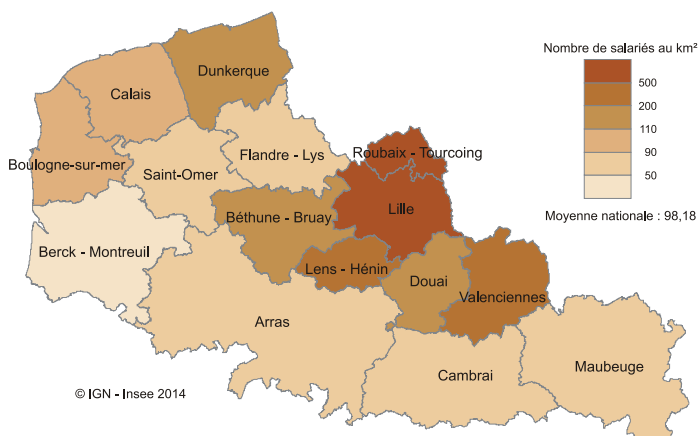 Nombre de salariés au km²
500
200
110
90
50
Moyenne nationale : 98,18
Dunkerque
Calais
Boulogne-sur-mer
Saint-Omer
Flandre - Lys
Roubaix - Tourcoing
Lille
Béthune - Bruay
Berck - Montreuil
Lens - Hénin
Douai
Valenciennes
Arras
Cambrai
Maubeuge
© IGN - Insee 2014